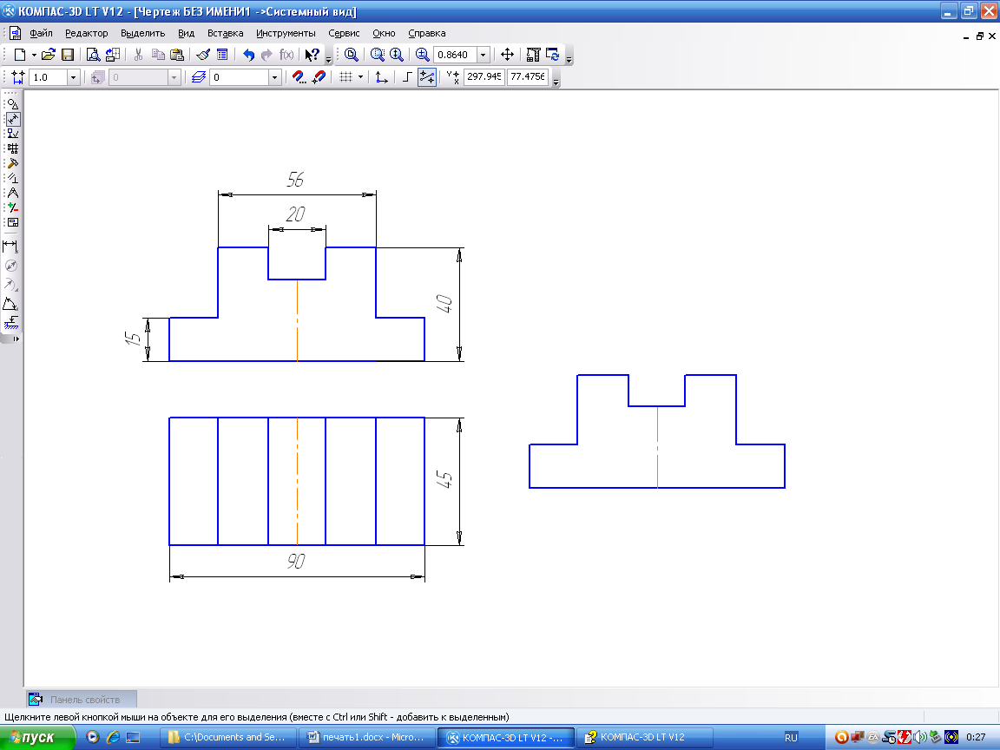 КОМПАС-3D LT V12 - [Чертеж БЕЗ ИМЕНИ1 ->Системный вид]
Файл Редактор Выделить Вид Вставка Инструменты Сервис Окно Справка
0.8640
1.0 0 0 297.945 77.4756
56
20
40
15
45
90
Панель свойств
Щелкните левой кнопкой мыши на объекте для его выделения (вместе с Ctrl или Shift - добавить к выделенным)
пуск C:\Documents and Se... печать1.docx - Micro... КОМПАС-3D LT V12 -... КОМПАС-3D LT V12 RU 0:27